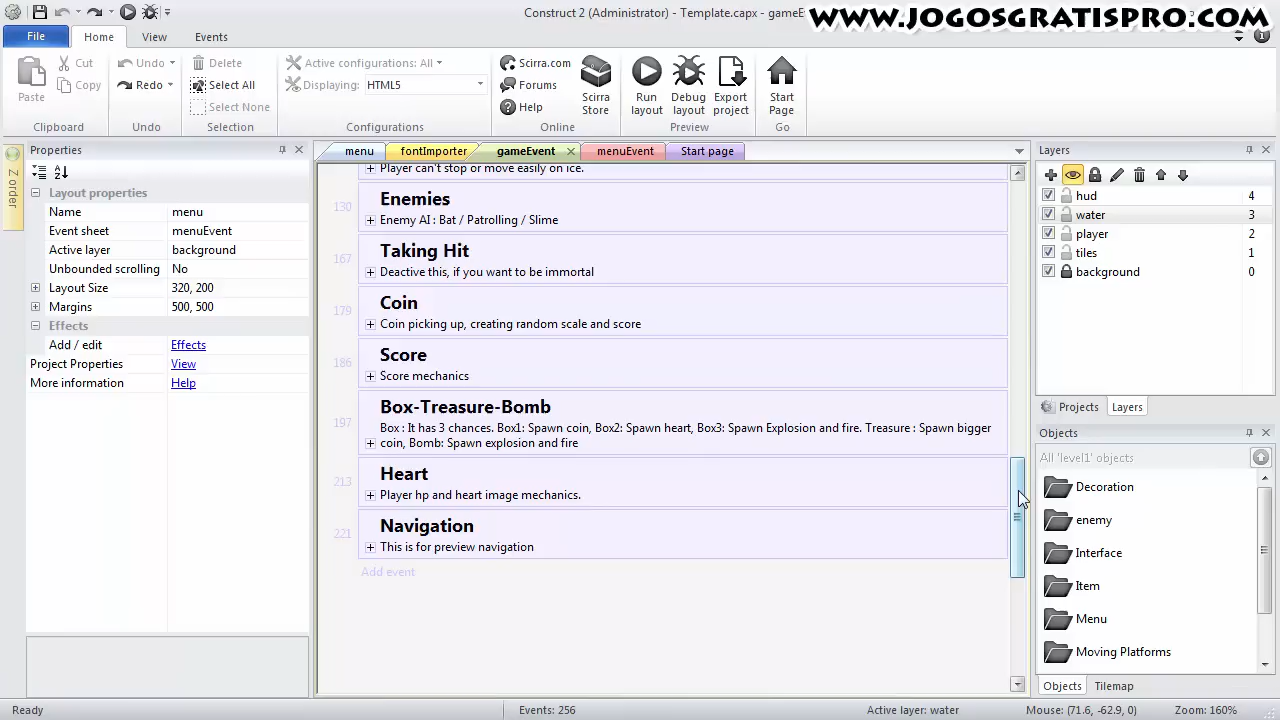 Construct 2 (Administrator) - Template.capx - gameE
www.JOGOSGRATISPRO.com
File
Home
View
Events
Paste
Cut
Copy
Clipboard
Undo
Redo
Undo
Delete
Select All
Select None
Selection
Active configurations: All
Displaying: HTML5
Configurations
Scirra.com
Forums
Help
Scirra Store
Online
Run layout
Debug layout
Export project
Preview
Start Page
Go
Z order
Properties
Layout properties
Name menu
Event sheet menuEvent
Active layer background
Unbounded scrolling No
Layout Size 320, 200
Margins 500, 500
Effects
Add / edit Effects
Project Properties View
More information Help
menu
fontImporter
gameEvent
menuEvent
Start page
Player can't stop or move easily on ice.
130
Enemies
Enemy AI : Bat / Patrolling / Slime
167
Taking Hit
Deactive this, if you want to be immortal
179
Coin
Coin picking up, creating random scale and score
186
Score
Score mechanics
197
Box-Treasure-Bomb
Box : It has 3 chances. Box1: Spawn coin, Box2: Spawn heart, Box3: Spawn Explosion and fire. Treasure : Spawn bigger
coin, Bomb: Spawn explosion and fire
213
Heart
Player hp and heart image mechanics.
221
Navigation
This is for preview navigation
Add event
Layers
hud 4
water 3
player 2
tiles 1
background 0
Projects
Layers
Objects
All 'level1' objects
Decoration
enemy
Interface
Item
Menu
Moving Platforms
Objects
Tilemap
Ready
Events: 256
Active layer: water
Mouse: (71.6, -62.9, 0)
Zoom: 160%